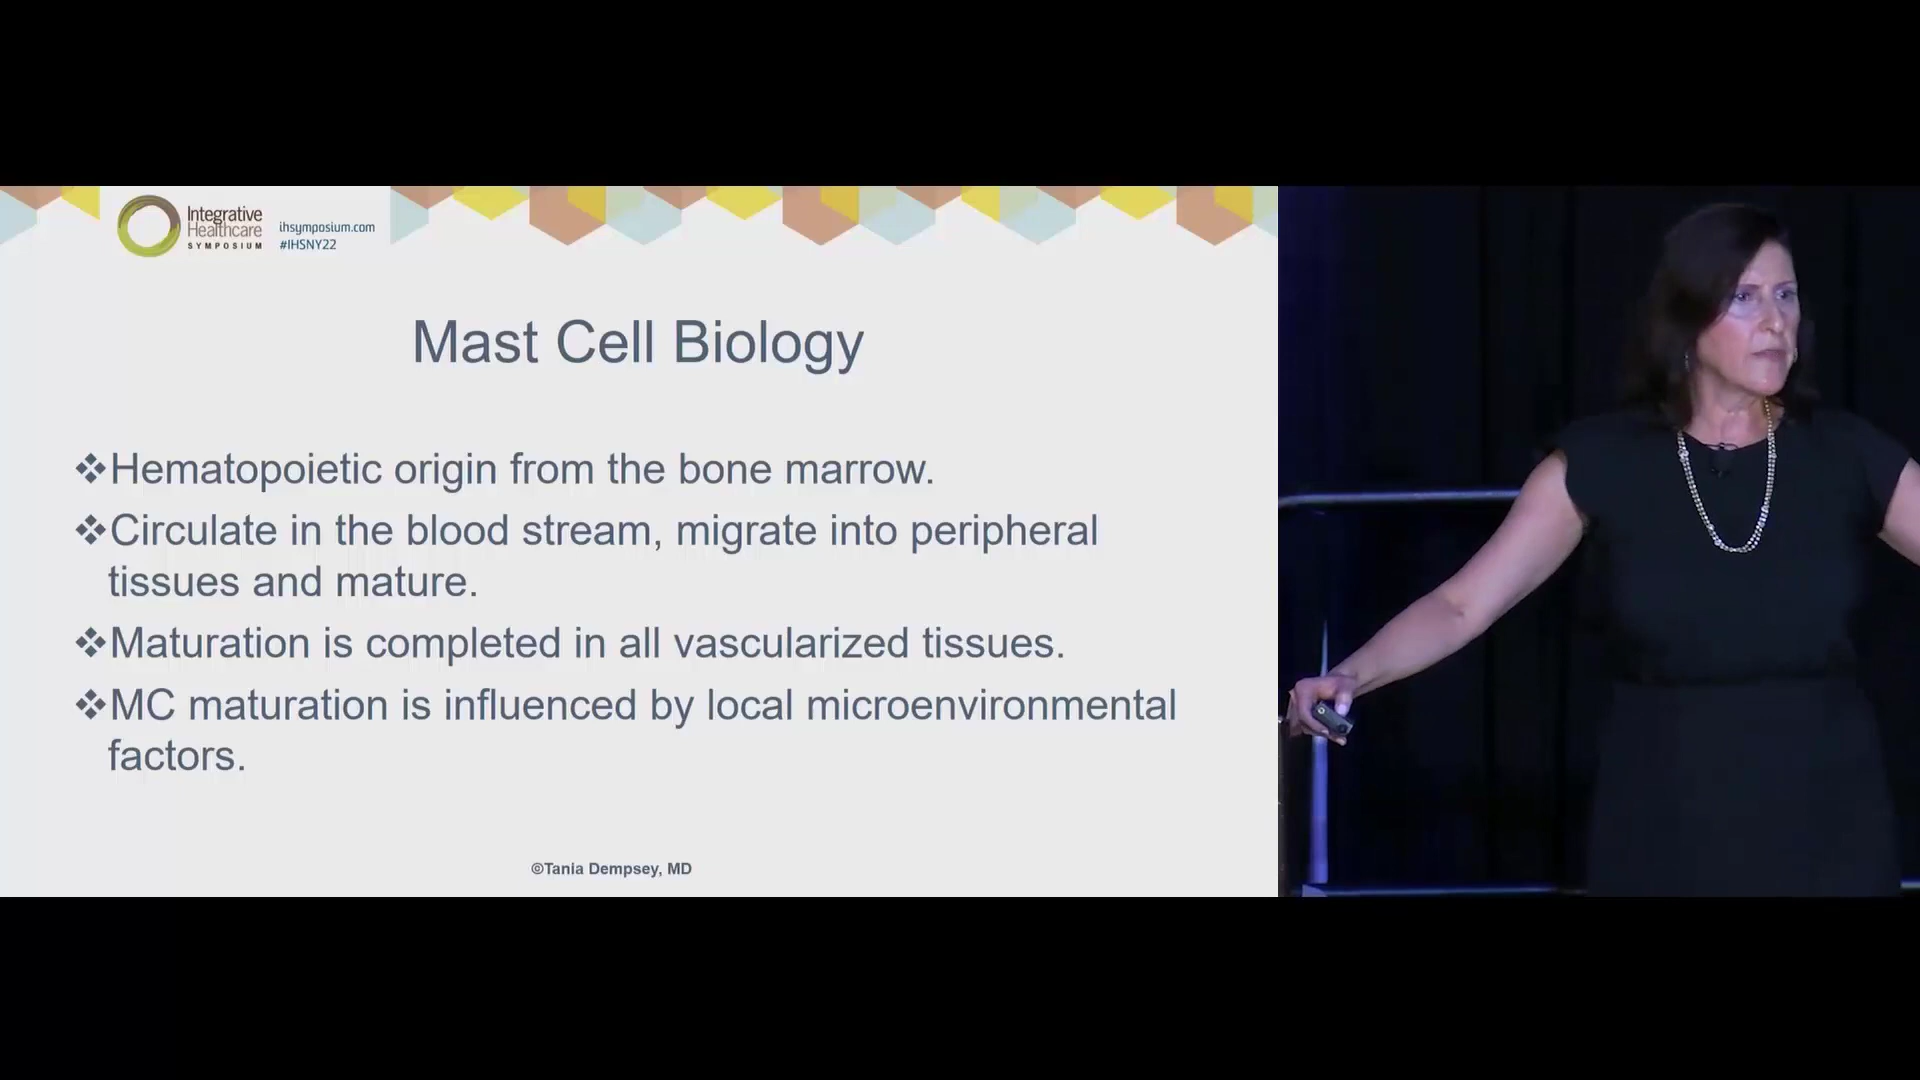 Integrative
Healthcare
SYMPOSIUM
ihsymposium.com
#IHSNY22
Mast Cell Biology
❖Hematopoietic origin from the bone marrow.
❖Circulate in the blood stream, migrate into peripheral
tissues and mature.
❖Maturation is completed in all vascularized tissues.
❖MC maturation is influenced by local microenvironmental
factors.
©Tania Dempsey, MD